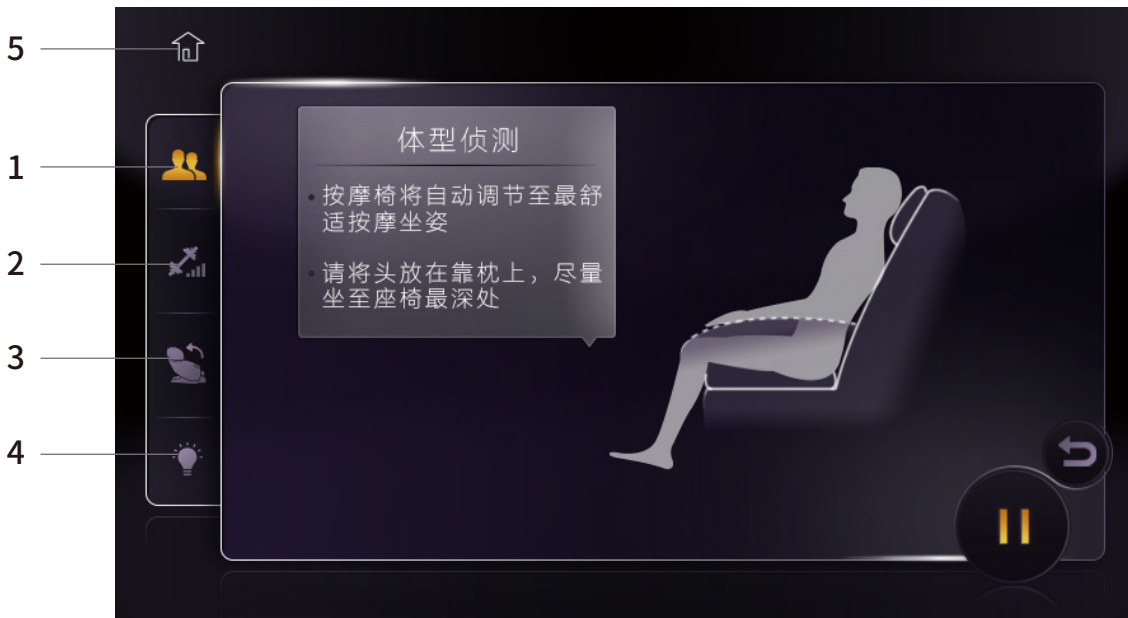 5
1
2
3
4
体型侦测
• 按摩椅将自动调节至最舒
适按摩坐姿
• 请将头放在靠枕上，尽量
坐至座椅最深处